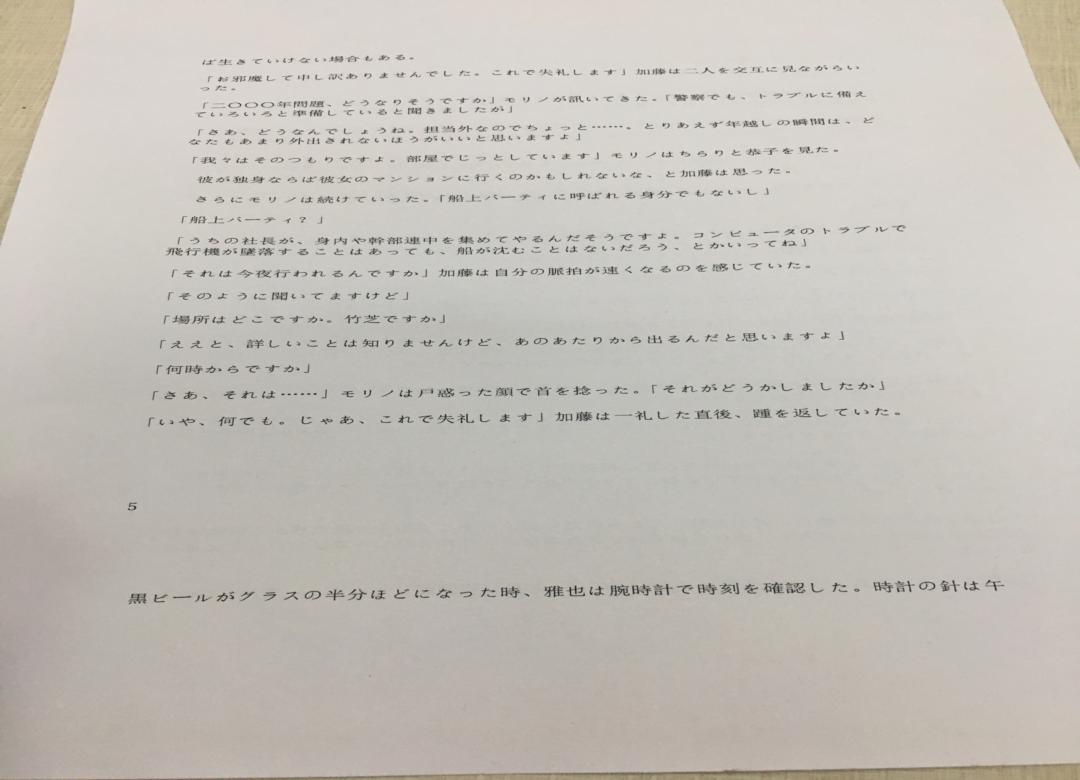 ば生きていけない場合もある。
「お邪魔して申し訳ありませんでした。これで失礼します」加藤は二人を交互に見ながらい
った。
「二〇〇〇年問題、どうなりそうですか」モリノが訊いてきた。「警察でも、トラブルに備え
ていろいろと準備していると聞きましたが」
「さあ、どうなんでしょうね。担当外なのでちょっと……。とりあえず年越しの瞬間は、ど
なたもあまり外出されないほうがいいと思いますよ」
「我々はそのつもりですよ。部屋でじっとしています」モリノはちらりと恭子を見た。
彼が独身ならば彼女のマンションに行くのかもしれないな、と加藤は思った。
さらにモリノは続けていった。「船上パーティに呼ばれる身分でもないし」
「船上パーティ？」
「うちの社長が、身内や幹部連中を集めてやるんだそうですよ。コンピュータのトラブルで
飛行機が墜落することはあっても、船が沈むことはないだろう、とかいってね」
「それは今夜行われるんですか」加藤は自分の脈拍が速くなるのを感じていた。
「そのように聞いてますけど」
「場所はどこですか。竹芝ですか」
「ええと、詳しいことは知りませんけど、あのあたりから出るんだと思いますよ」
「何時からですか」
「さあ、それは……」モリノは戸惑った顔で首を捻った。「それがどうかしましたか」
「いや、何でも。じゃあ、これで失礼します」加藤は一礼した直後、踵を返していた。
5
黒ビールがグラスの半分ほどになった時、雅也は腕時計で時刻を確認した。時計の針は午